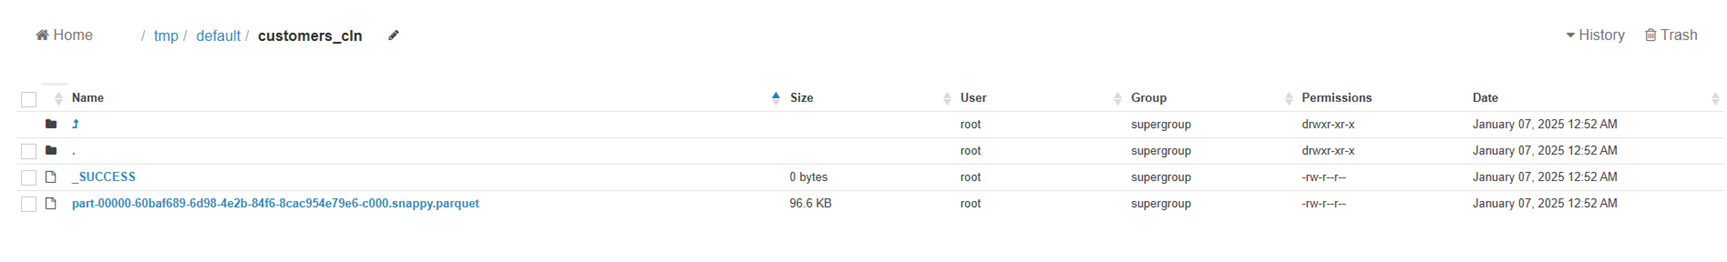 Home / tmp / default / customers_cln History Trash
Name Size User Group Permissions Date
root supergroup drwxr-xr-x January 07, 2025 12:52 AM
. root supergroup drwxr-xr-x January 07, 2025 12:52 AM
_SUCCESS 0 bytes root supergroup -rw-r--r-- January 07, 2025 12:52 AM
part-00000-60baf689-6d98-4e2b-84f6-8cac954e79e6-c000.snappy.parquet 96.6 KB root supergroup -rw-r--r-- January 07, 2025 12:52 AM